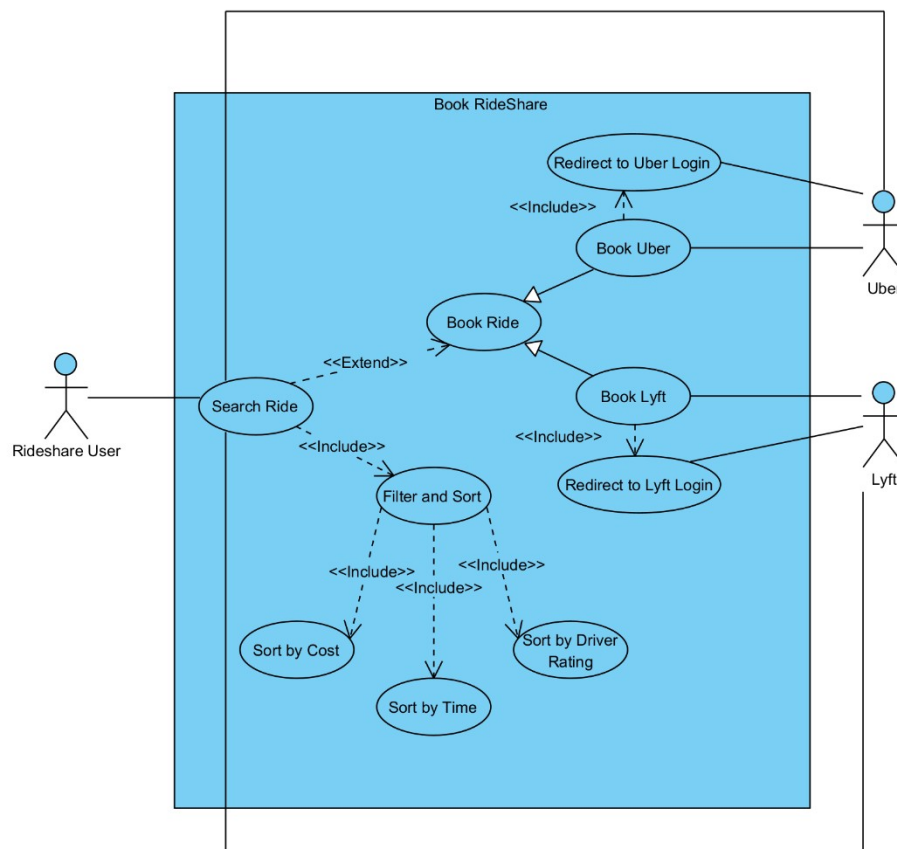 Book RideShare
Redirect to Uber Login
<<Include>>
Book Uber
Uber
Book Ride
<<Extend>>
Search Ride
Rideshare User
Book Lyft
<<Include>>
<<Include>>
Redirect to Lyft Login
Lyft
Filter and Sort
<<Include>>
<<Include>>
<<Include>>
Sort by Cost
Sort by Driver
Rating
Sort by Time